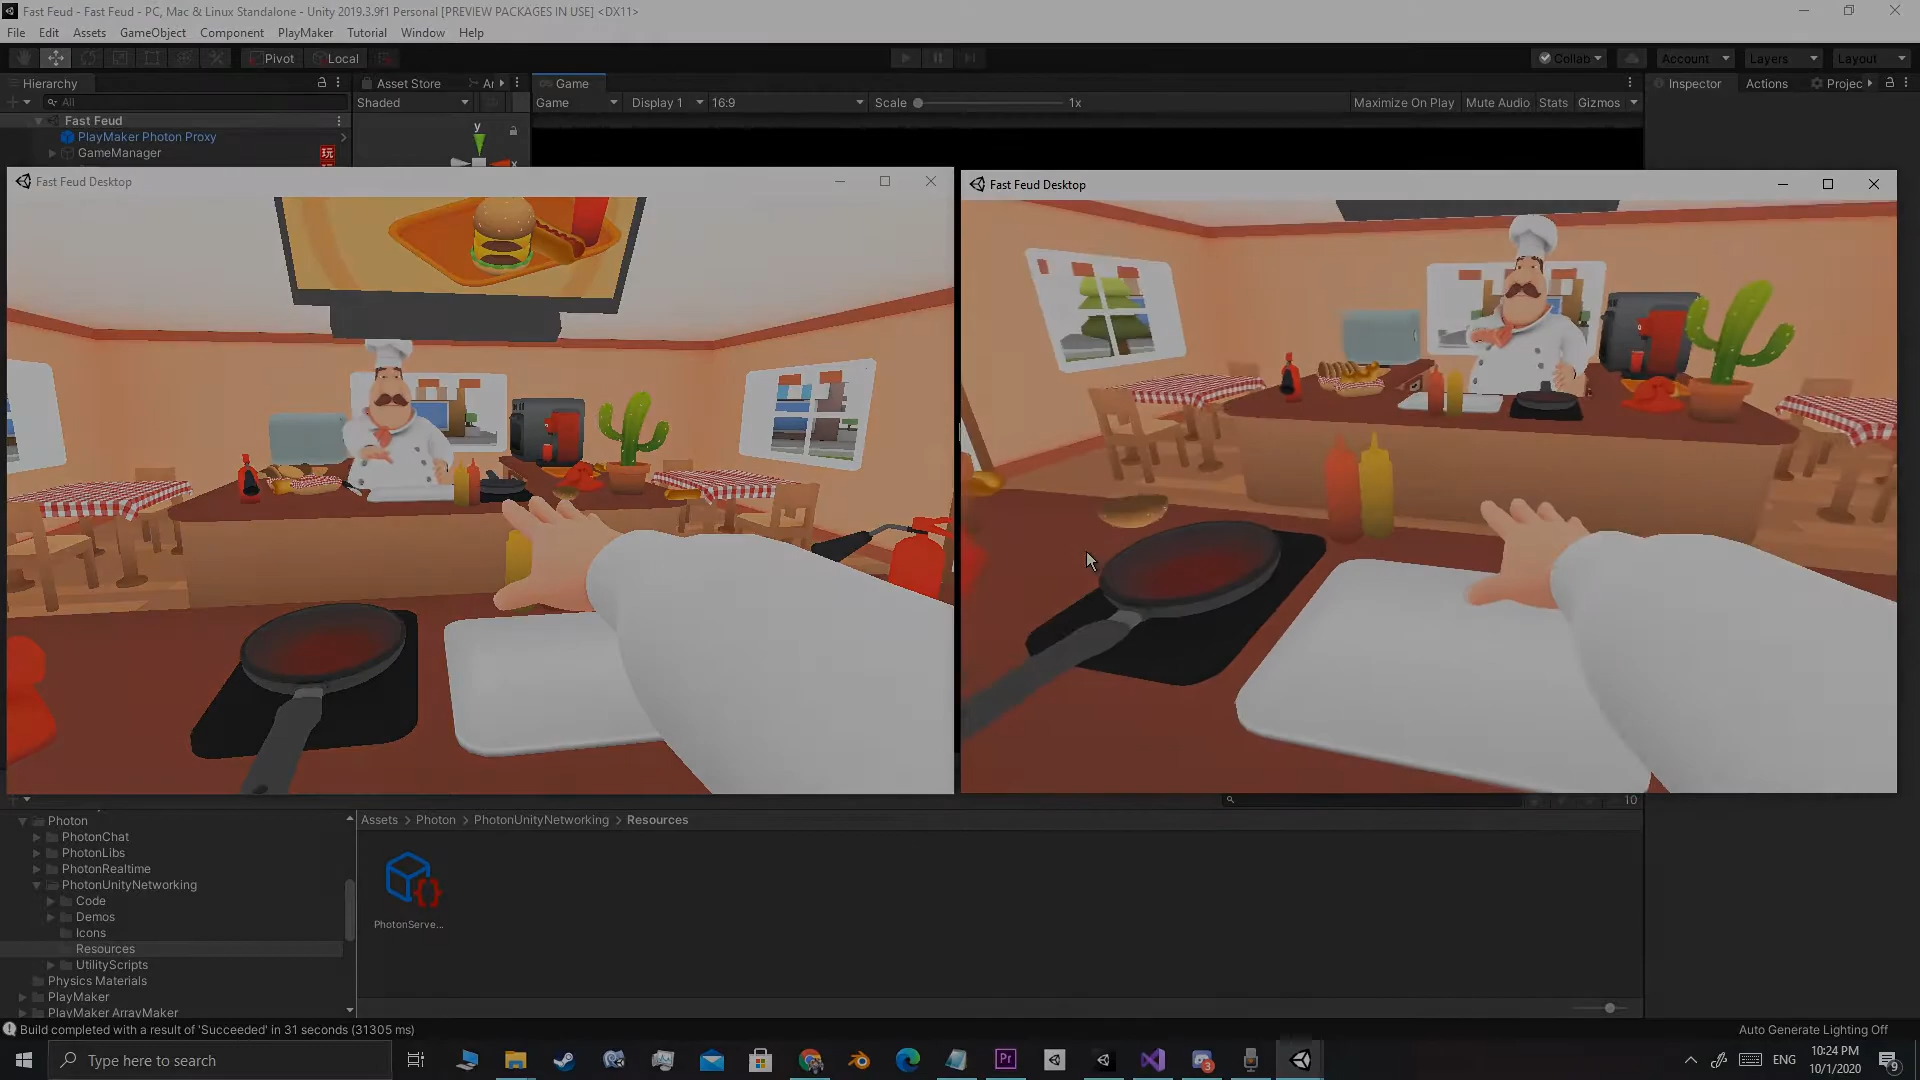 Fast Feud - Fast Feud - PC, Mac & Linux Standalone - Unity 2019.3.9f1 Personal [PREVIEW PACKAGES IN USE] <DX11>
File Edit Assets GameObject Component PlayMaker Tutorial Window Help
Pivot Local Collab Account Layers Layout
Hierarchy Asset Store Ar Game Inspector Actions Projec
All Shaded Game Display 1 16:9 Scale 1x Maximize On Play Mute Audio Stats Gizmos
Fast Feud
PlayMaker Photon Proxy
GameManager 玩
y
x
Fast Feud Desktop
Fast Feud Desktop
10
Photon
PhotonChat
PhotonLibs
PhotonRealtime
PhotonUnityNetworking
Code
Demos
Icons
Resources
UtilityScripts
Physics Materials
PlayMaker
PlayMaker ArrayMaker
Assets > Photon > PhotonUnityNetworking > Resources
PhotonServe...
Build completed with a result of 'Succeeded' in 31 seconds (31305 ms)
Auto Generate Lighting Off
Type here to search
Pr
3
ENG
10:24 PM
10/1/2020
9